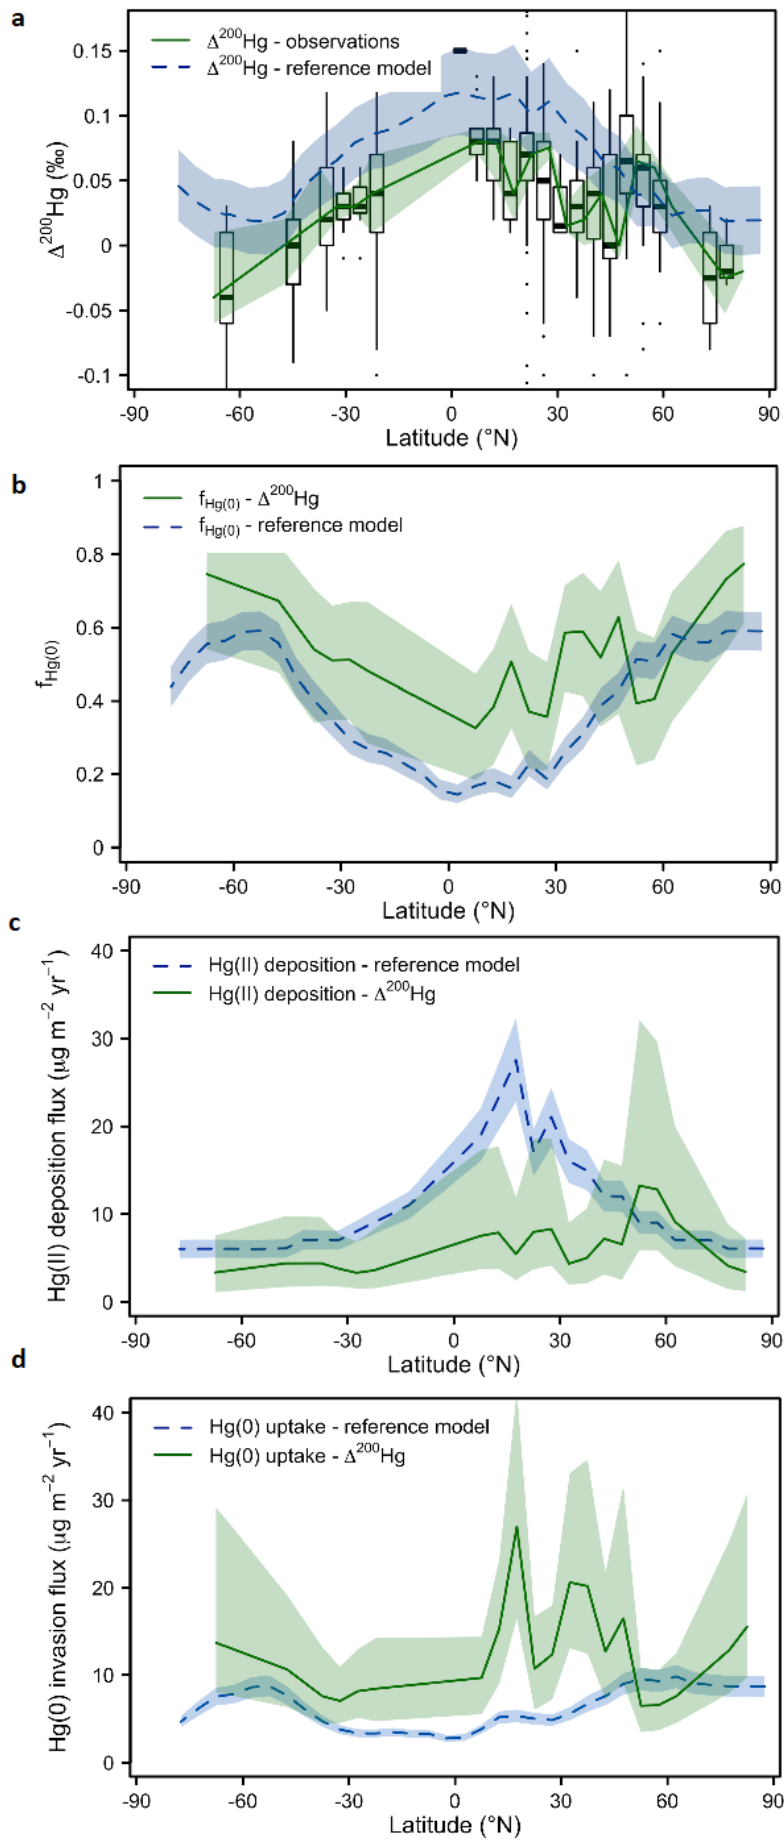 a
Δ²⁰⁰Hg - observations
Δ²⁰⁰Hg - reference model
0.15
0.1
0.05
0
-0.05
-0.1
Δ²⁰⁰Hg (‰)
-90 -60 -30 0 30 60 90
Latitude (°N)
b
f_Hg(0) - Δ²⁰⁰Hg
f_Hg(0) - reference model
1
0.8
0.6
0.4
0.2
0
f_Hg(0)
-90 -60 -30 0 30 60 90
Latitude (°N)
c
Hg(II) deposition - reference model
Hg(II) deposition - Δ²⁰⁰Hg
40
30
20
10
0
Hg(II) deposition flux (μg m⁻² yr⁻¹)
-90 -60 -30 0 30 60 90
Latitude (°N)
d
Hg(0) uptake - reference model
Hg(0) uptake - Δ²⁰⁰Hg
40
30
20
10
0
Hg(0) invasion flux (μg m⁻² yr⁻¹)
-90 -60 -30 0 30 60 90
Latitude (°N)